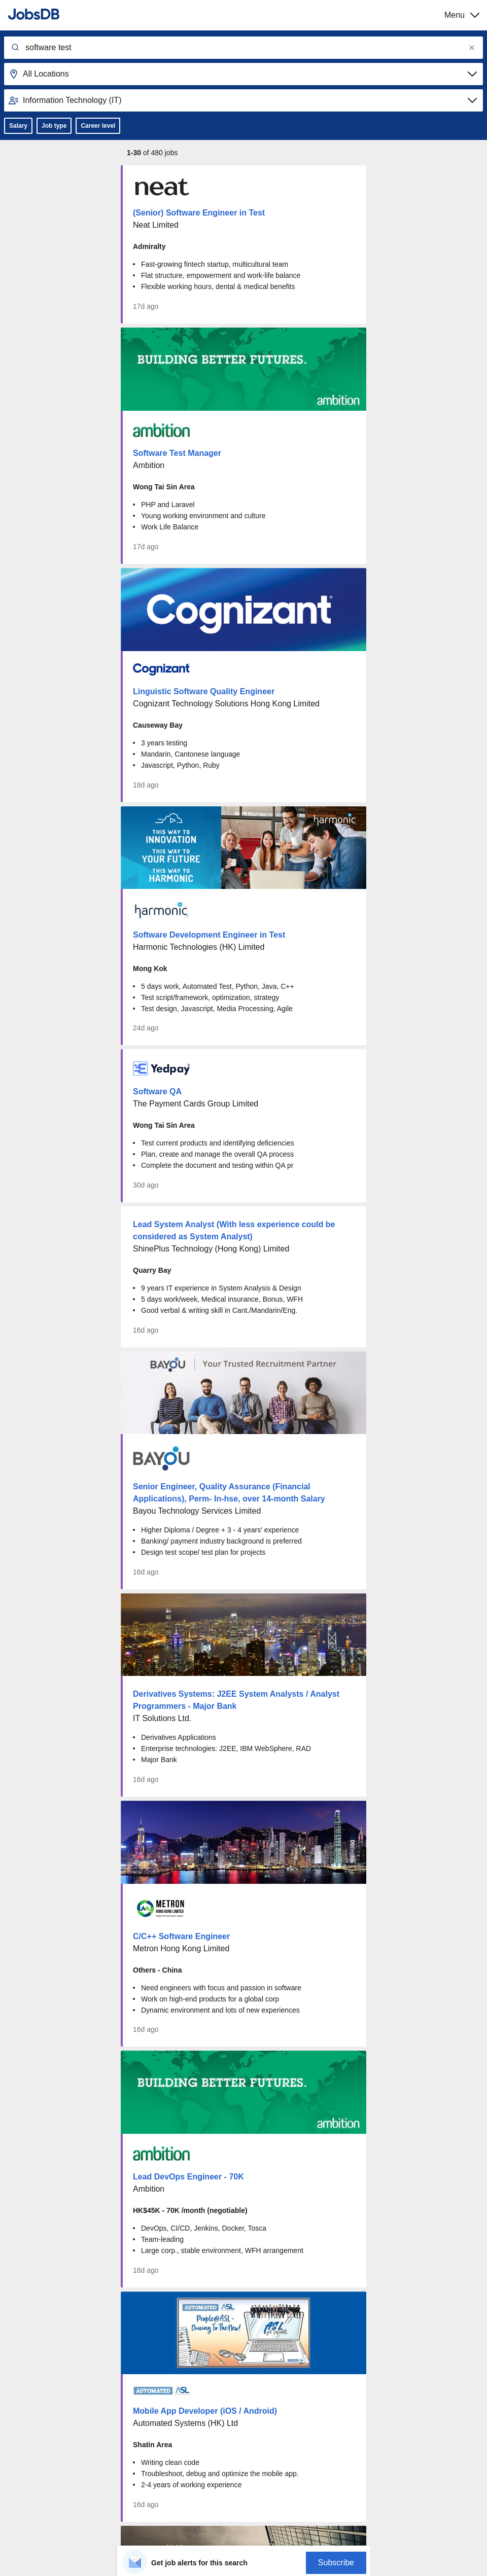 JobsDB
Menu
software test
All Locations
Information Technology (IT)
Salary
Job type
Career level
1-30 of 480 jobs
neat
(Senior) Software Engineer in Test
Neat Limited
Admiralty
• Fast-growing fintech startup, multicultural team
• Flat structure, empowerment and work-life balance
• Flexible working hours, dental & medical benefits
17d ago
BUILDING BETTER FUTURES.
ambition
ambition
Software Test Manager
Ambition
Wong Tai Sin Area
• PHP and Laravel
• Young working environment and culture
• Work Life Balance
17d ago
Cognizant
Cognizant
Linguistic Software Quality Engineer
Cognizant Technology Solutions Hong Kong Limited
Causeway Bay
• 3 years testing
• Mandarin, Cantonese language
• Javascript, Python, Ruby
18d ago
THIS WAY TO
INNOVATION
THIS WAY TO
YOUR FUTURE
THIS WAY TO
HARMONIC
harmonic
harmonic
Software Development Engineer in Test
Harmonic Technologies (HK) Limited
Mong Kok
• 5 days work, Automated Test, Python, Java, C++
• Test script/framework, optimization, strategy
• Test design, Javascript, Media Processing, Agile
24d ago
Yedpay
Software QA
The Payment Cards Group Limited
Wong Tai Sin Area
• Test current products and identifying deficiencies
• Plan, create and manage the overall QA process
• Complete the document and testing within QA pr
30d ago
Lead System Analyst (With less experience could be
considered as System Analyst)
ShinePlus Technology (Hong Kong) Limited
Quarry Bay
• 9 years IT experience in System Analysis & Design
• 5 days work/week, Medical insurance, Bonus, WFH
• Good verbal & writing skill in Cant./Mandarin/Eng.
16d ago
BAYOU Your Trusted Recruitment Partner
BAYOU
Senior Engineer, Quality Assurance (Financial
Applications), Perm- In-hse, over 14-month Salary
Bayou Technology Services Limited
• Higher Diploma / Degree + 3 - 4 years' experience
• Banking/ payment industry background is preferred
• Design test scope/ test plan for projects
16d ago
Derivatives Systems: J2EE System Analysts / Analyst
Programmers - Major Bank
IT Solutions Ltd.
• Derivatives Applications
• Enterprise technologies: J2EE, IBM WebSphere, RAD
• Major Bank
16d ago
METRON
HONG KONG LIMITED
C/C++ Software Engineer
Metron Hong Kong Limited
Others - China
• Need engineers with focus and passion in software
• Work on high-end products for a global corp
• Dynamic environment and lots of new experiences
16d ago
BUILDING BETTER FUTURES.
ambition
ambition
Lead DevOps Engineer - 70K
Ambition
HK$45K - 70K /month (negotiable)
• DevOps, CI/CD, Jenkins, Docker, Tosca
• Team-leading
• Large corp., stable environment, WFH arrangement
16d ago
AUTOMATED ASL
People@ASL -
Driving To The New!
AUTOMATED ASL
Mobile App Developer (iOS / Android)
Automated Systems (HK) Ltd
Shatin Area
• Writing clean code
• Troubleshoot, debug and optimize the mobile app.
• 2-4 years of working experience
16d ago
Get job alerts for this search
Subscribe